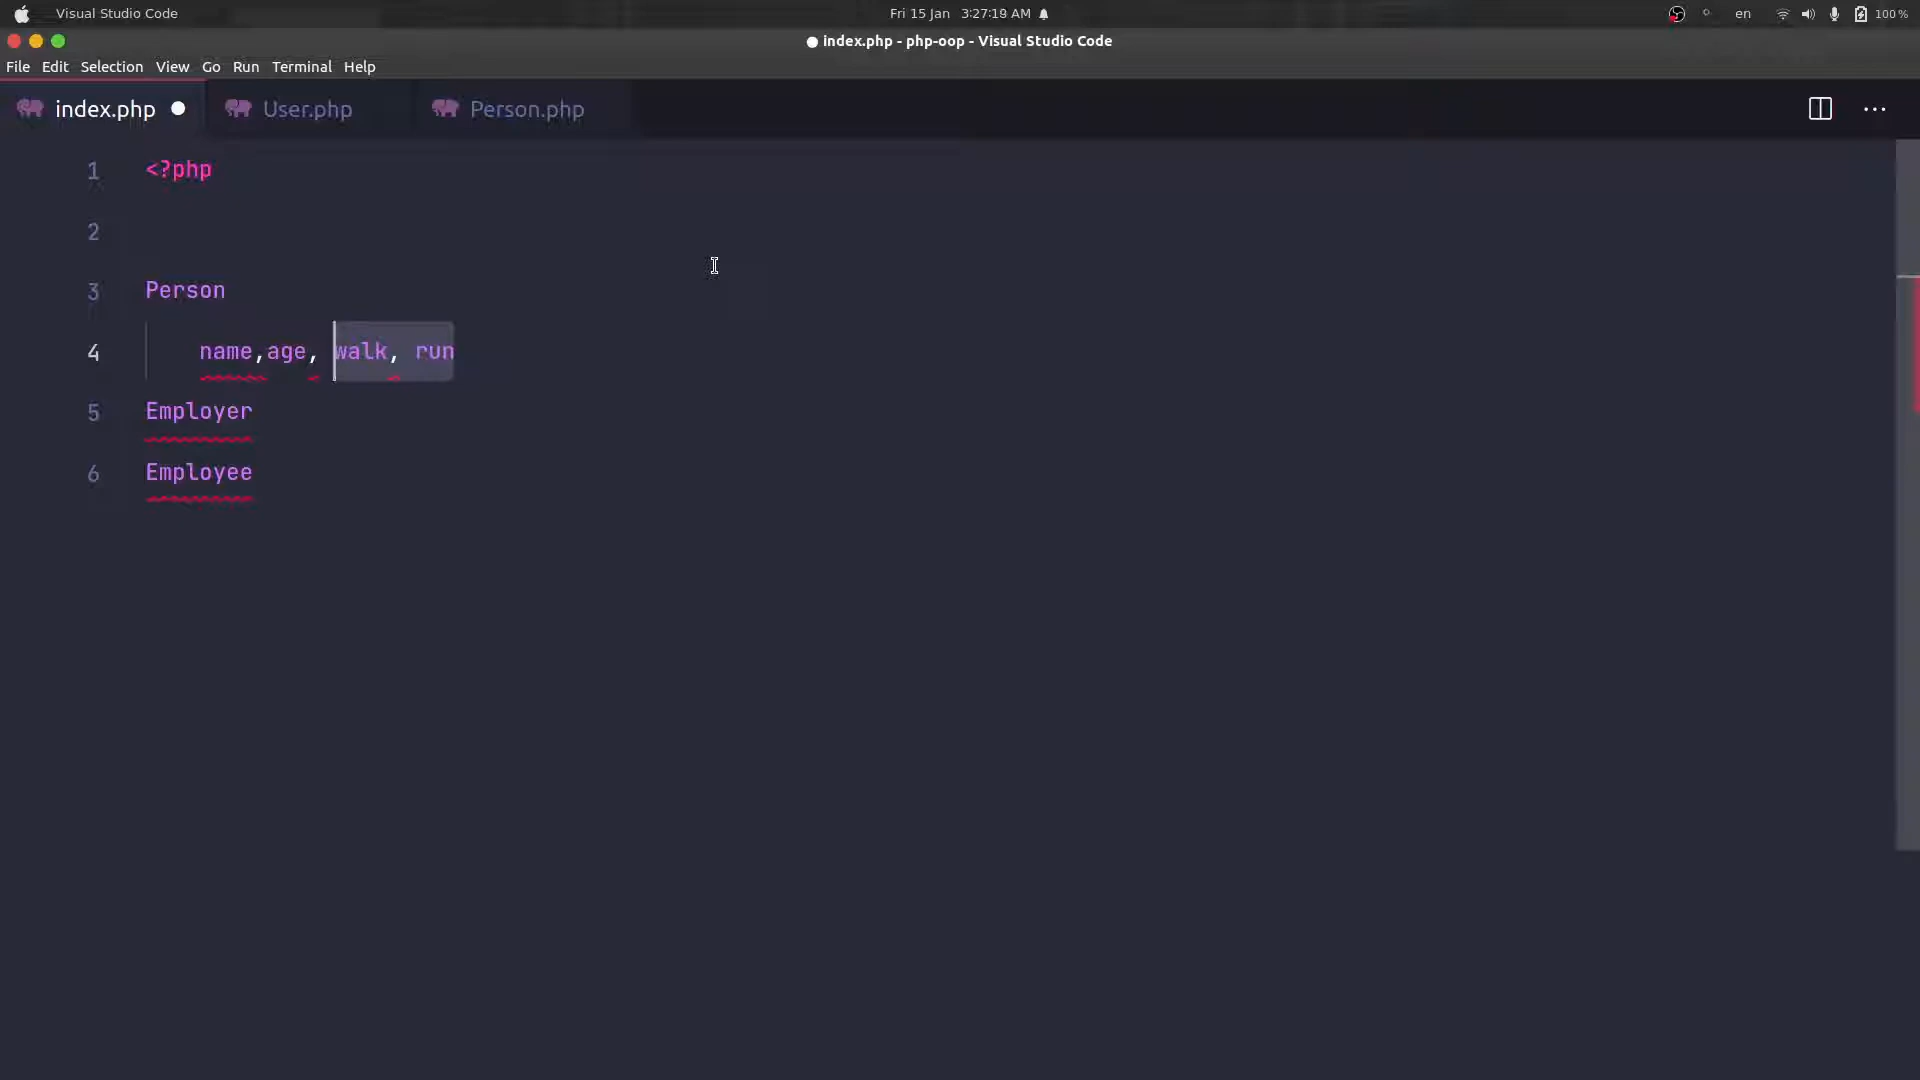 Visual Studio Code
Fri 15 Jan 3:27:19 AM
en
100 %
index.php - php-oop - Visual Studio Code
File Edit Selection View Go Run Terminal Help
index.php User.php Person.php
1 <?php
2
3 Person
4 name,age, walk, run
5 Employer
6 Employee